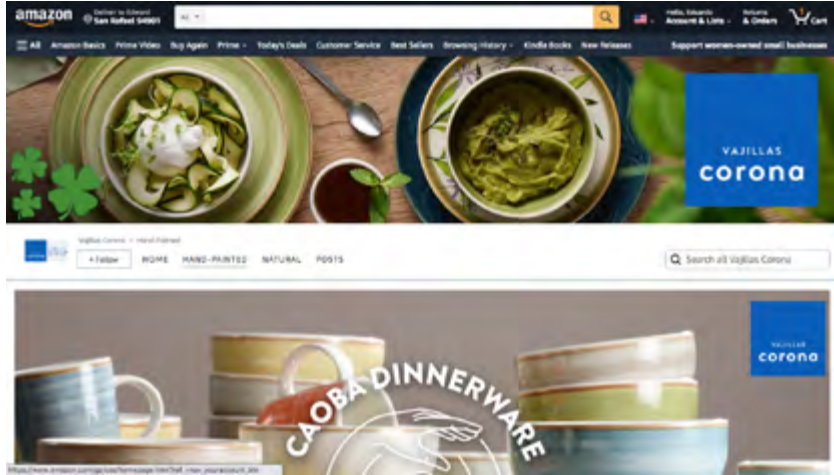 amazon
Deliver to Edward
San Rafael 94901
All
Hello, Eduardo
Account & Lists
Returns
& Orders
1
Cart
All Amazon Basics Prime Video Buy Again Prime Today's Deals Customer Service Best Sellers Browsing History Kindle Books New Releases Support women-owned small businesses
VAJILLAS
corona
Vajillas Corona > Hand-Painted
+ Follow HOME HAND-PAINTED NATURAL POSTS
Search all Vajillas Corona
VAJILLAS
corona
CAOBA DINNERWARE